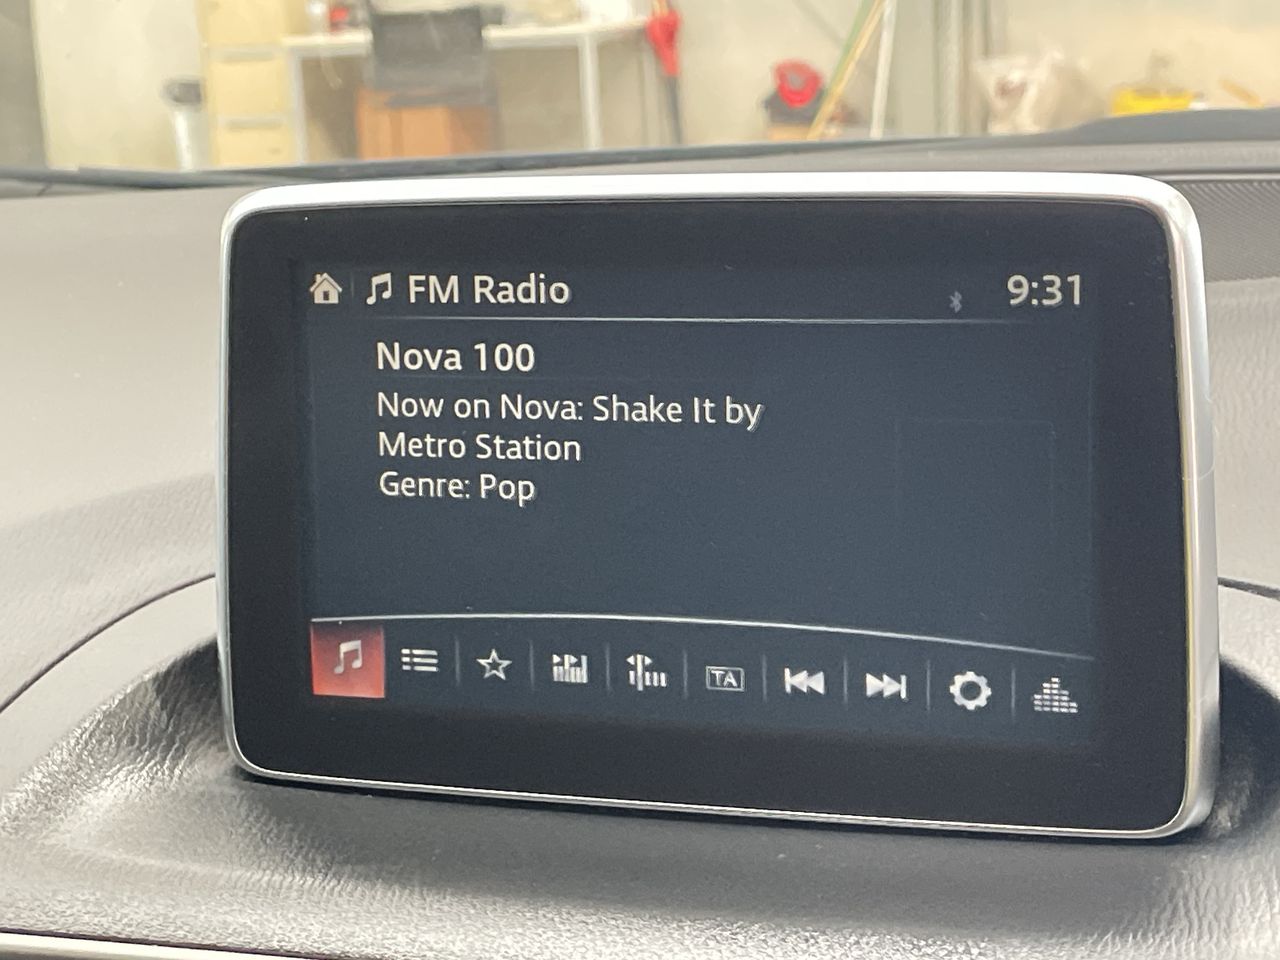 FM Radio
9:31
Nova 100
Now on Nova: Shake It by
Metro Station
Genre: Pop
TA